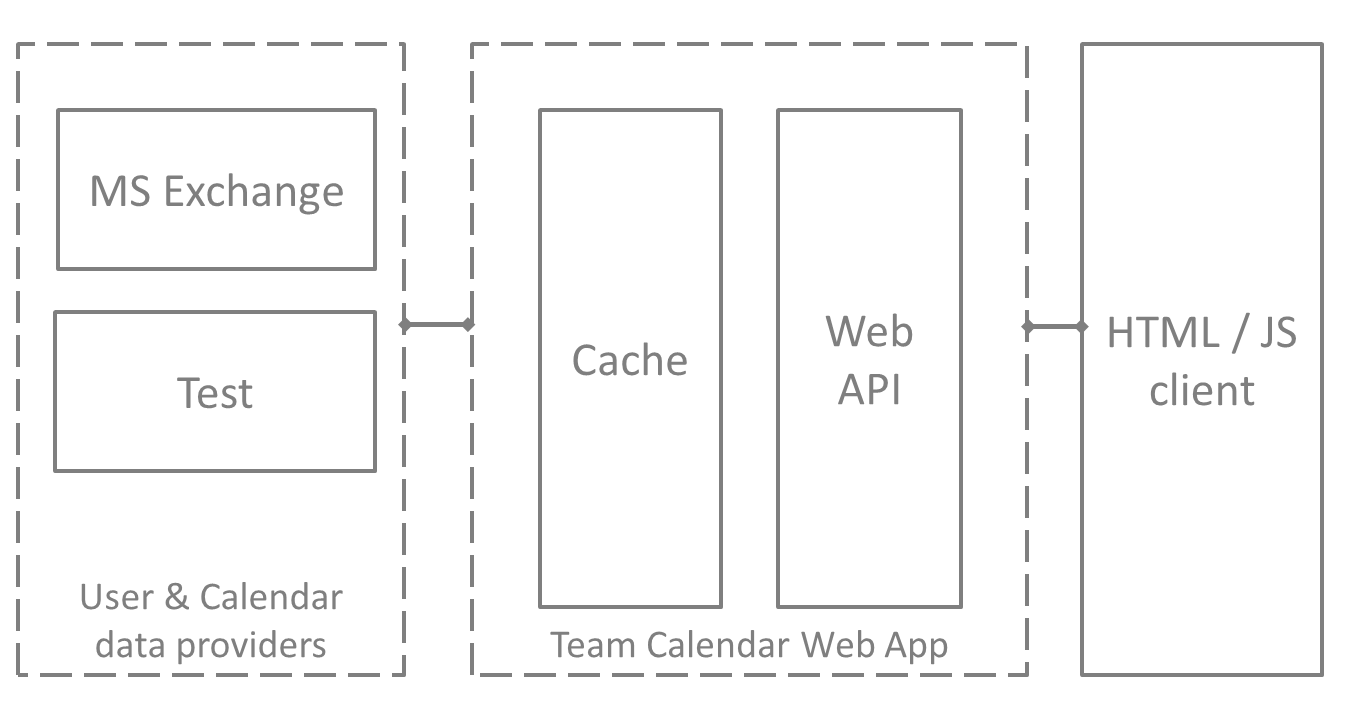 MS Exchange
Test
User & Calendar
data providers
Cache
Web
API
Team Calendar Web App
HTML / JS
client